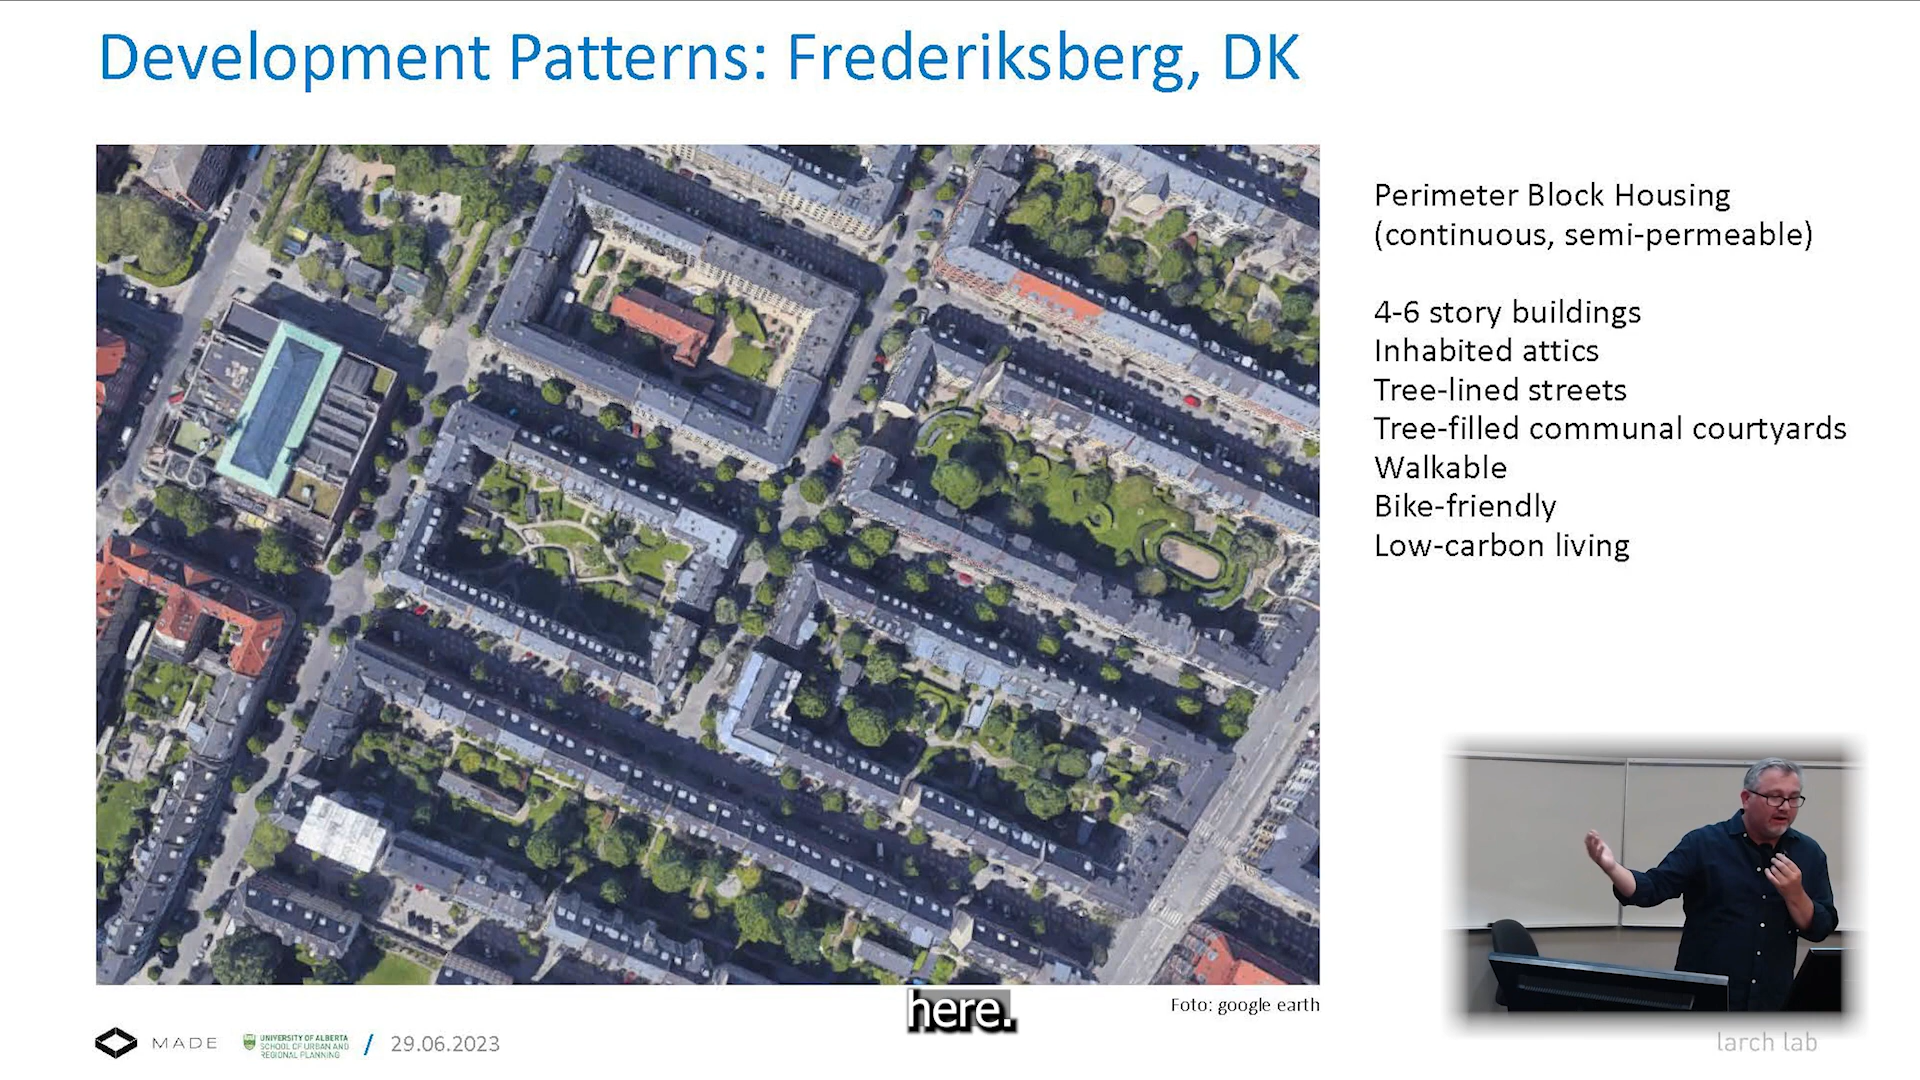 Development Patterns: Frederiksberg, DK
Perimeter Block Housing
(continuous, semi-permeable)
4-6 story buildings
Inhabited attics
Tree-lined streets
Tree-filled communal courtyards
Walkable
Bike-friendly
Low-carbon living
Foto: google earth
here.
MADE
UNIVERSITY OF ALBERTA
SCHOOL OF URBAN AND
REGIONAL PLANNING
/ 29.06.2023
larch lab